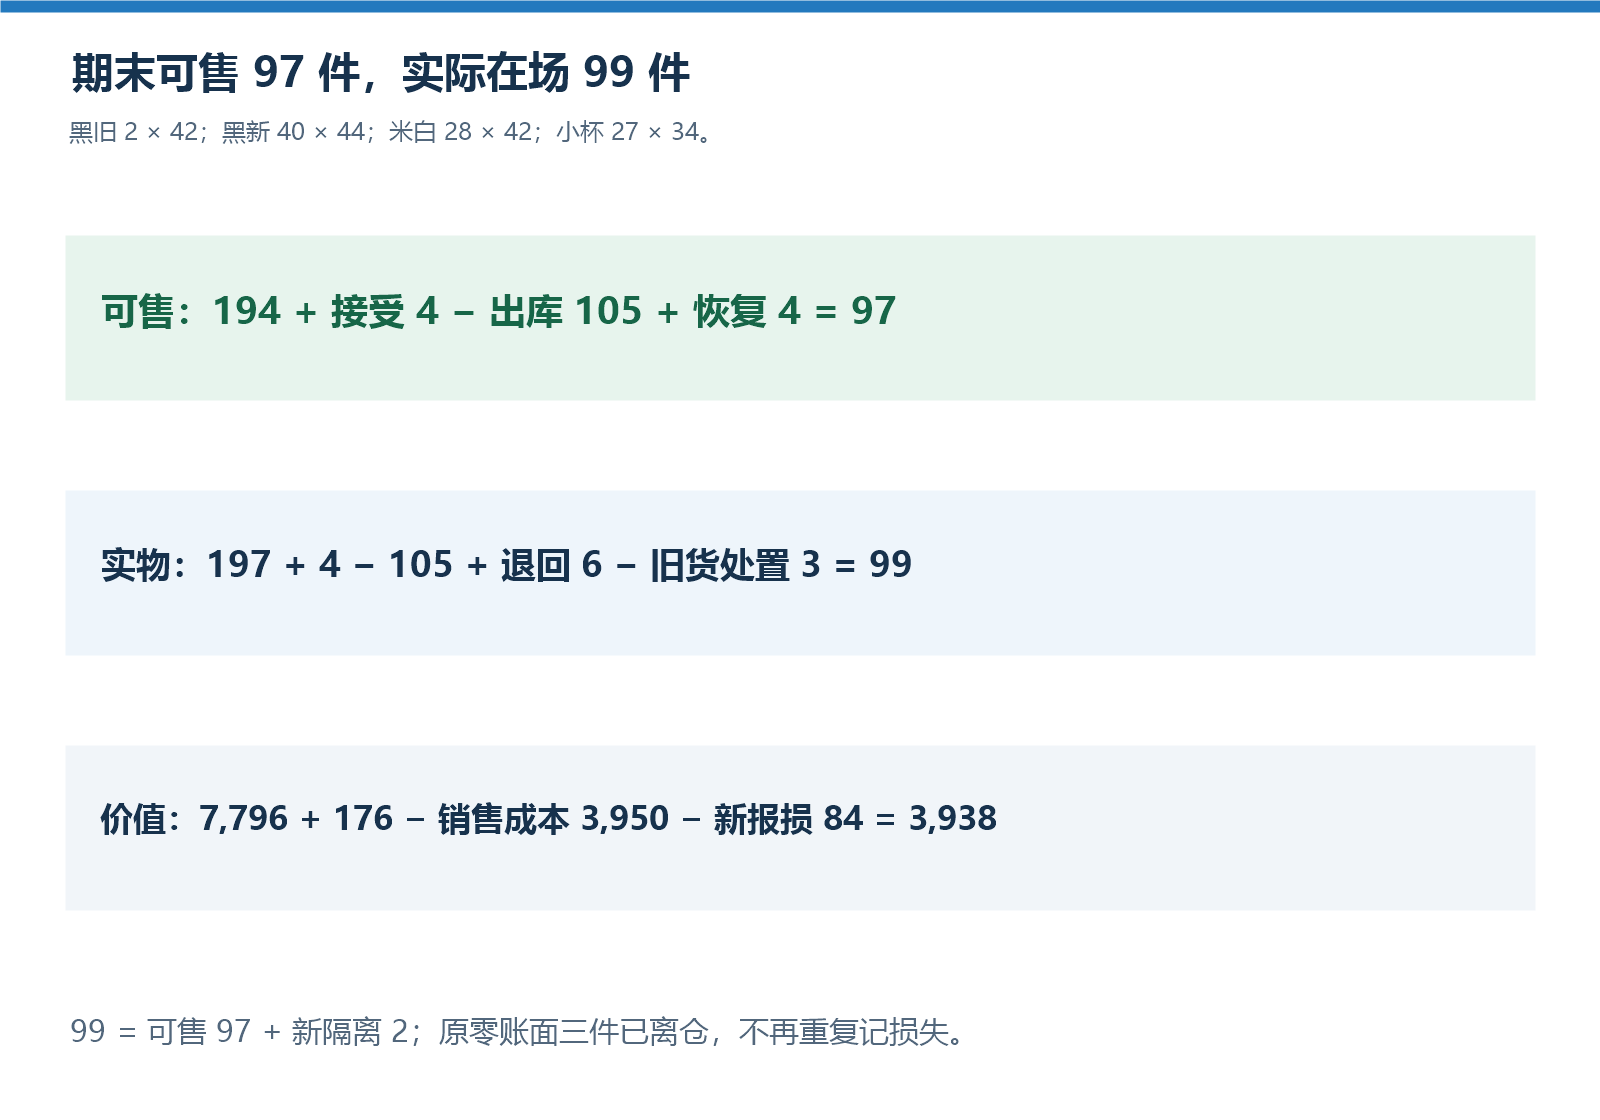 期末可售 97 件，实际在场 99 件
黑旧 2 × 42；黑新 40 × 44；米白 28 × 42；小杯 27 × 34。
可售：194 + 接受 4 − 出库 105 + 恢复 4 = 97
实物：197 + 4 − 105 + 退回 6 − 旧货处置 3 = 99
价值：7,796 + 176 − 销售成本 3,950 − 新报损 84 = 3,938
99 = 可售 97 + 新隔离 2；原零账面三件已离仓，不再重复记损失。